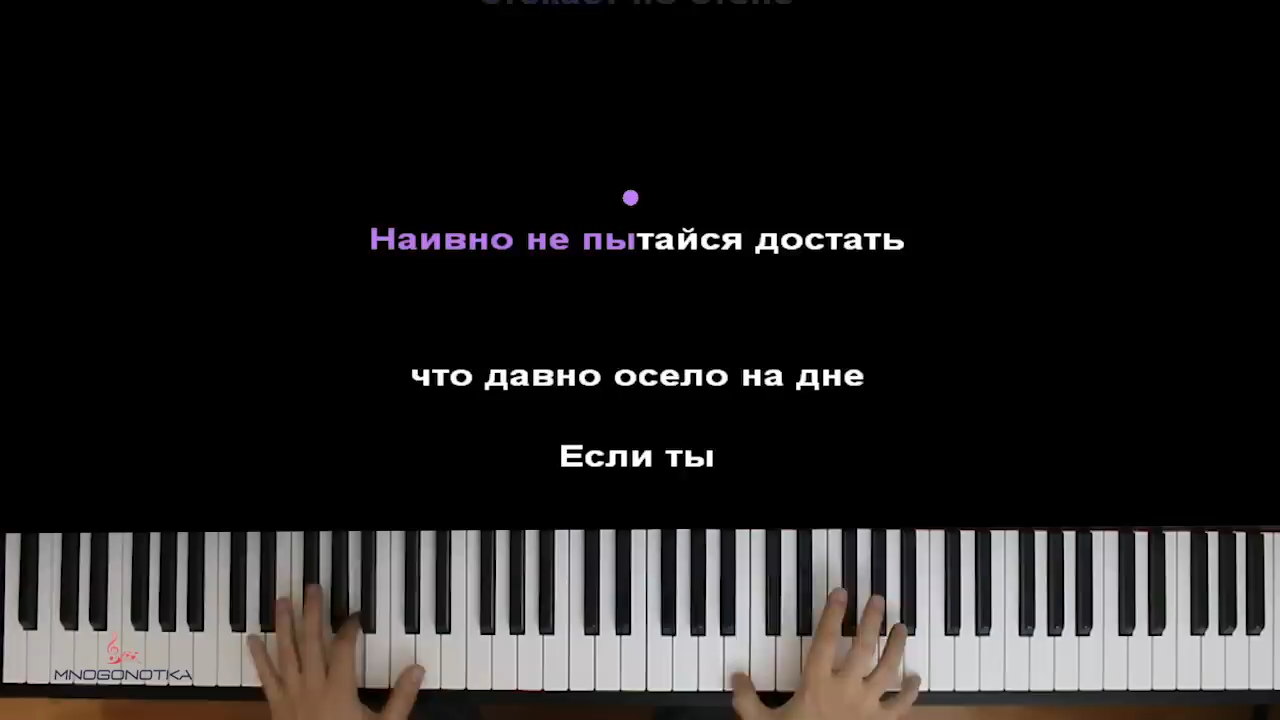 Наивно не пытайся достать
что давно осело на дне
Если ты
MNOGONOTKA